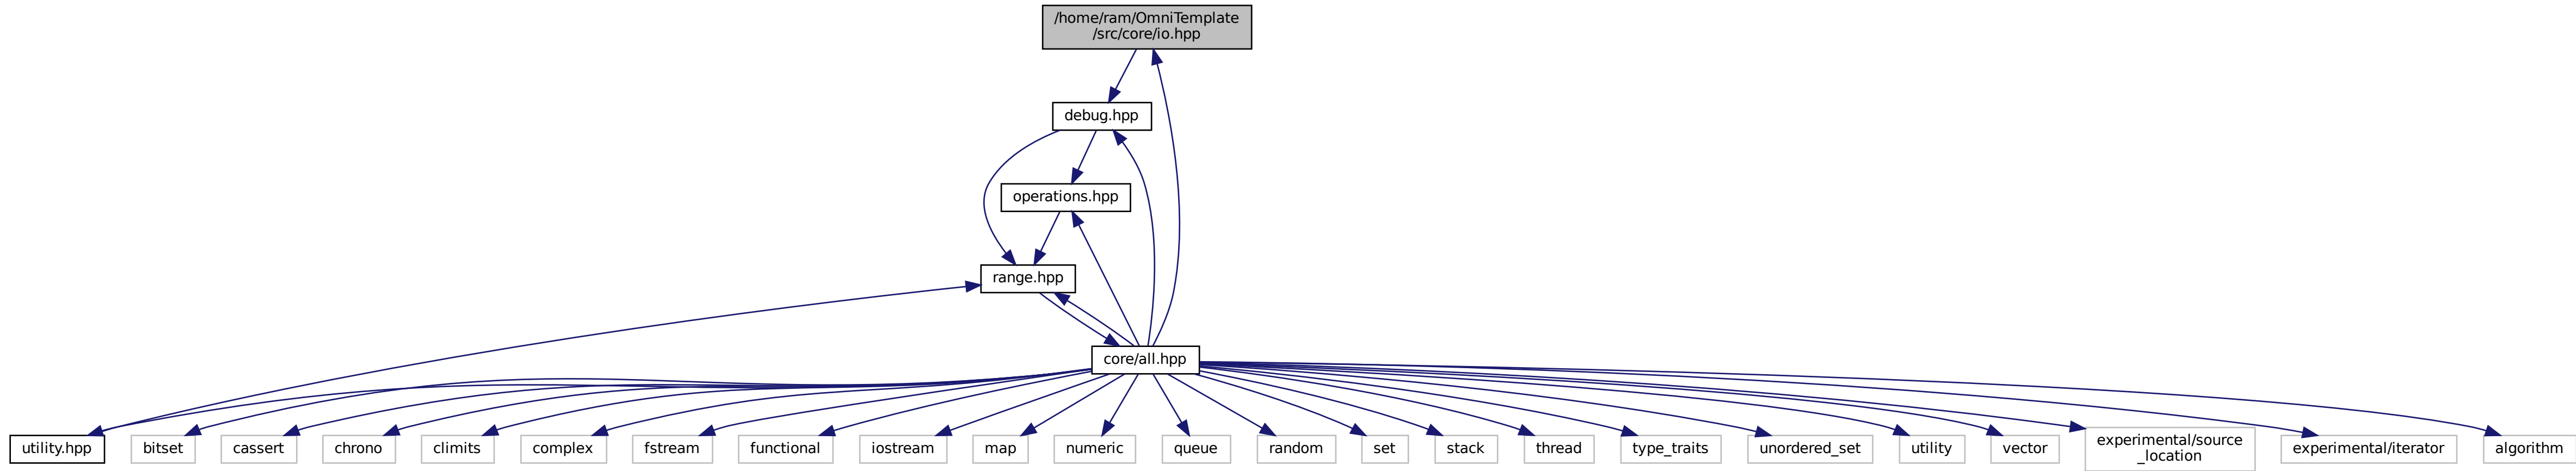 /home/ram/OmniTemplate
/src/core/io.hpp
debug.hpp
operations.hpp
range.hpp
core/all.hpp
utility.hpp
bitset
cassert
chrono
climits
complex
fstream
functional
iostream
map
numeric
queue
random
set
stack
thread
type_traits
unordered_set
utility
vector
experimental/source
_location
experimental/iterator
algorithm